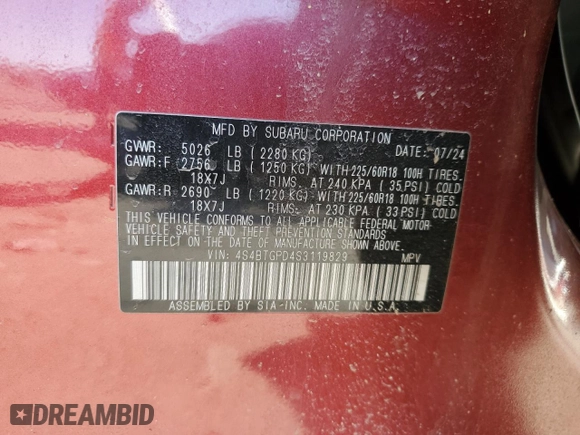 MFD BY SUBARU CORPORATION
GVWR: 5026 LB (2280 KG) DATE: 07/24
GAWR:F 2756 LB (1250 KG)-WITH 225/60R18 100H TIRES.
18X7J RIMS. AT 240 KPA (35 PSI) COLD
GAWR:R 2690 LB (1220 KG)-WITH 225/60R18 100H TIRES.
18X7J RIMS. AT 230 KPA (33 PSI) COLD
THIS VEHICLE CONFORMS TO ALL APPLICABLE FEDERAL MOTOR-
VEHICLE SAFETY AND THEFT PREVENTION STANDARDS
IN EFFECT ON THE DATE OF MANUFACTURE SHOWN ABOVE.
VIN: 4S4BTGPD4S3119829 MPV
ASSEMBLED BY SIA-INC. MADE IN U.S.A.
DREAMBID